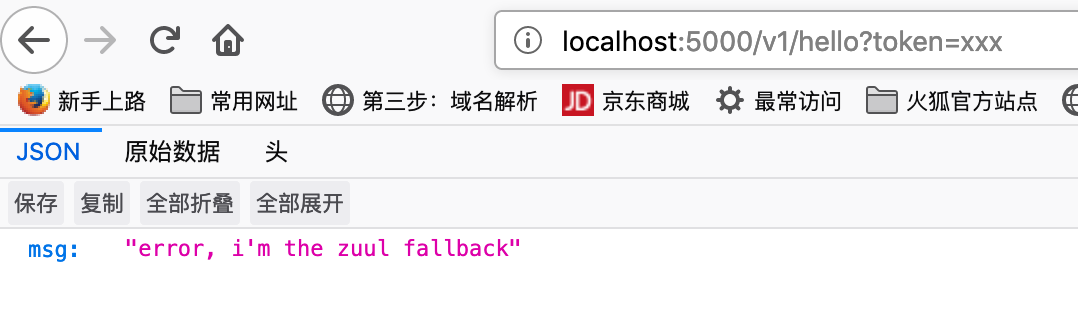 localhost:5000/v1/hello?token=xxx
新手上路 常用网址 第三步：域名解析 JD 京东商城 最常访问 火狐官方站点
JSON 原始数据 头
保存 复制 全部折叠 全部展开
msg: "error, i'm the zuul fallback"